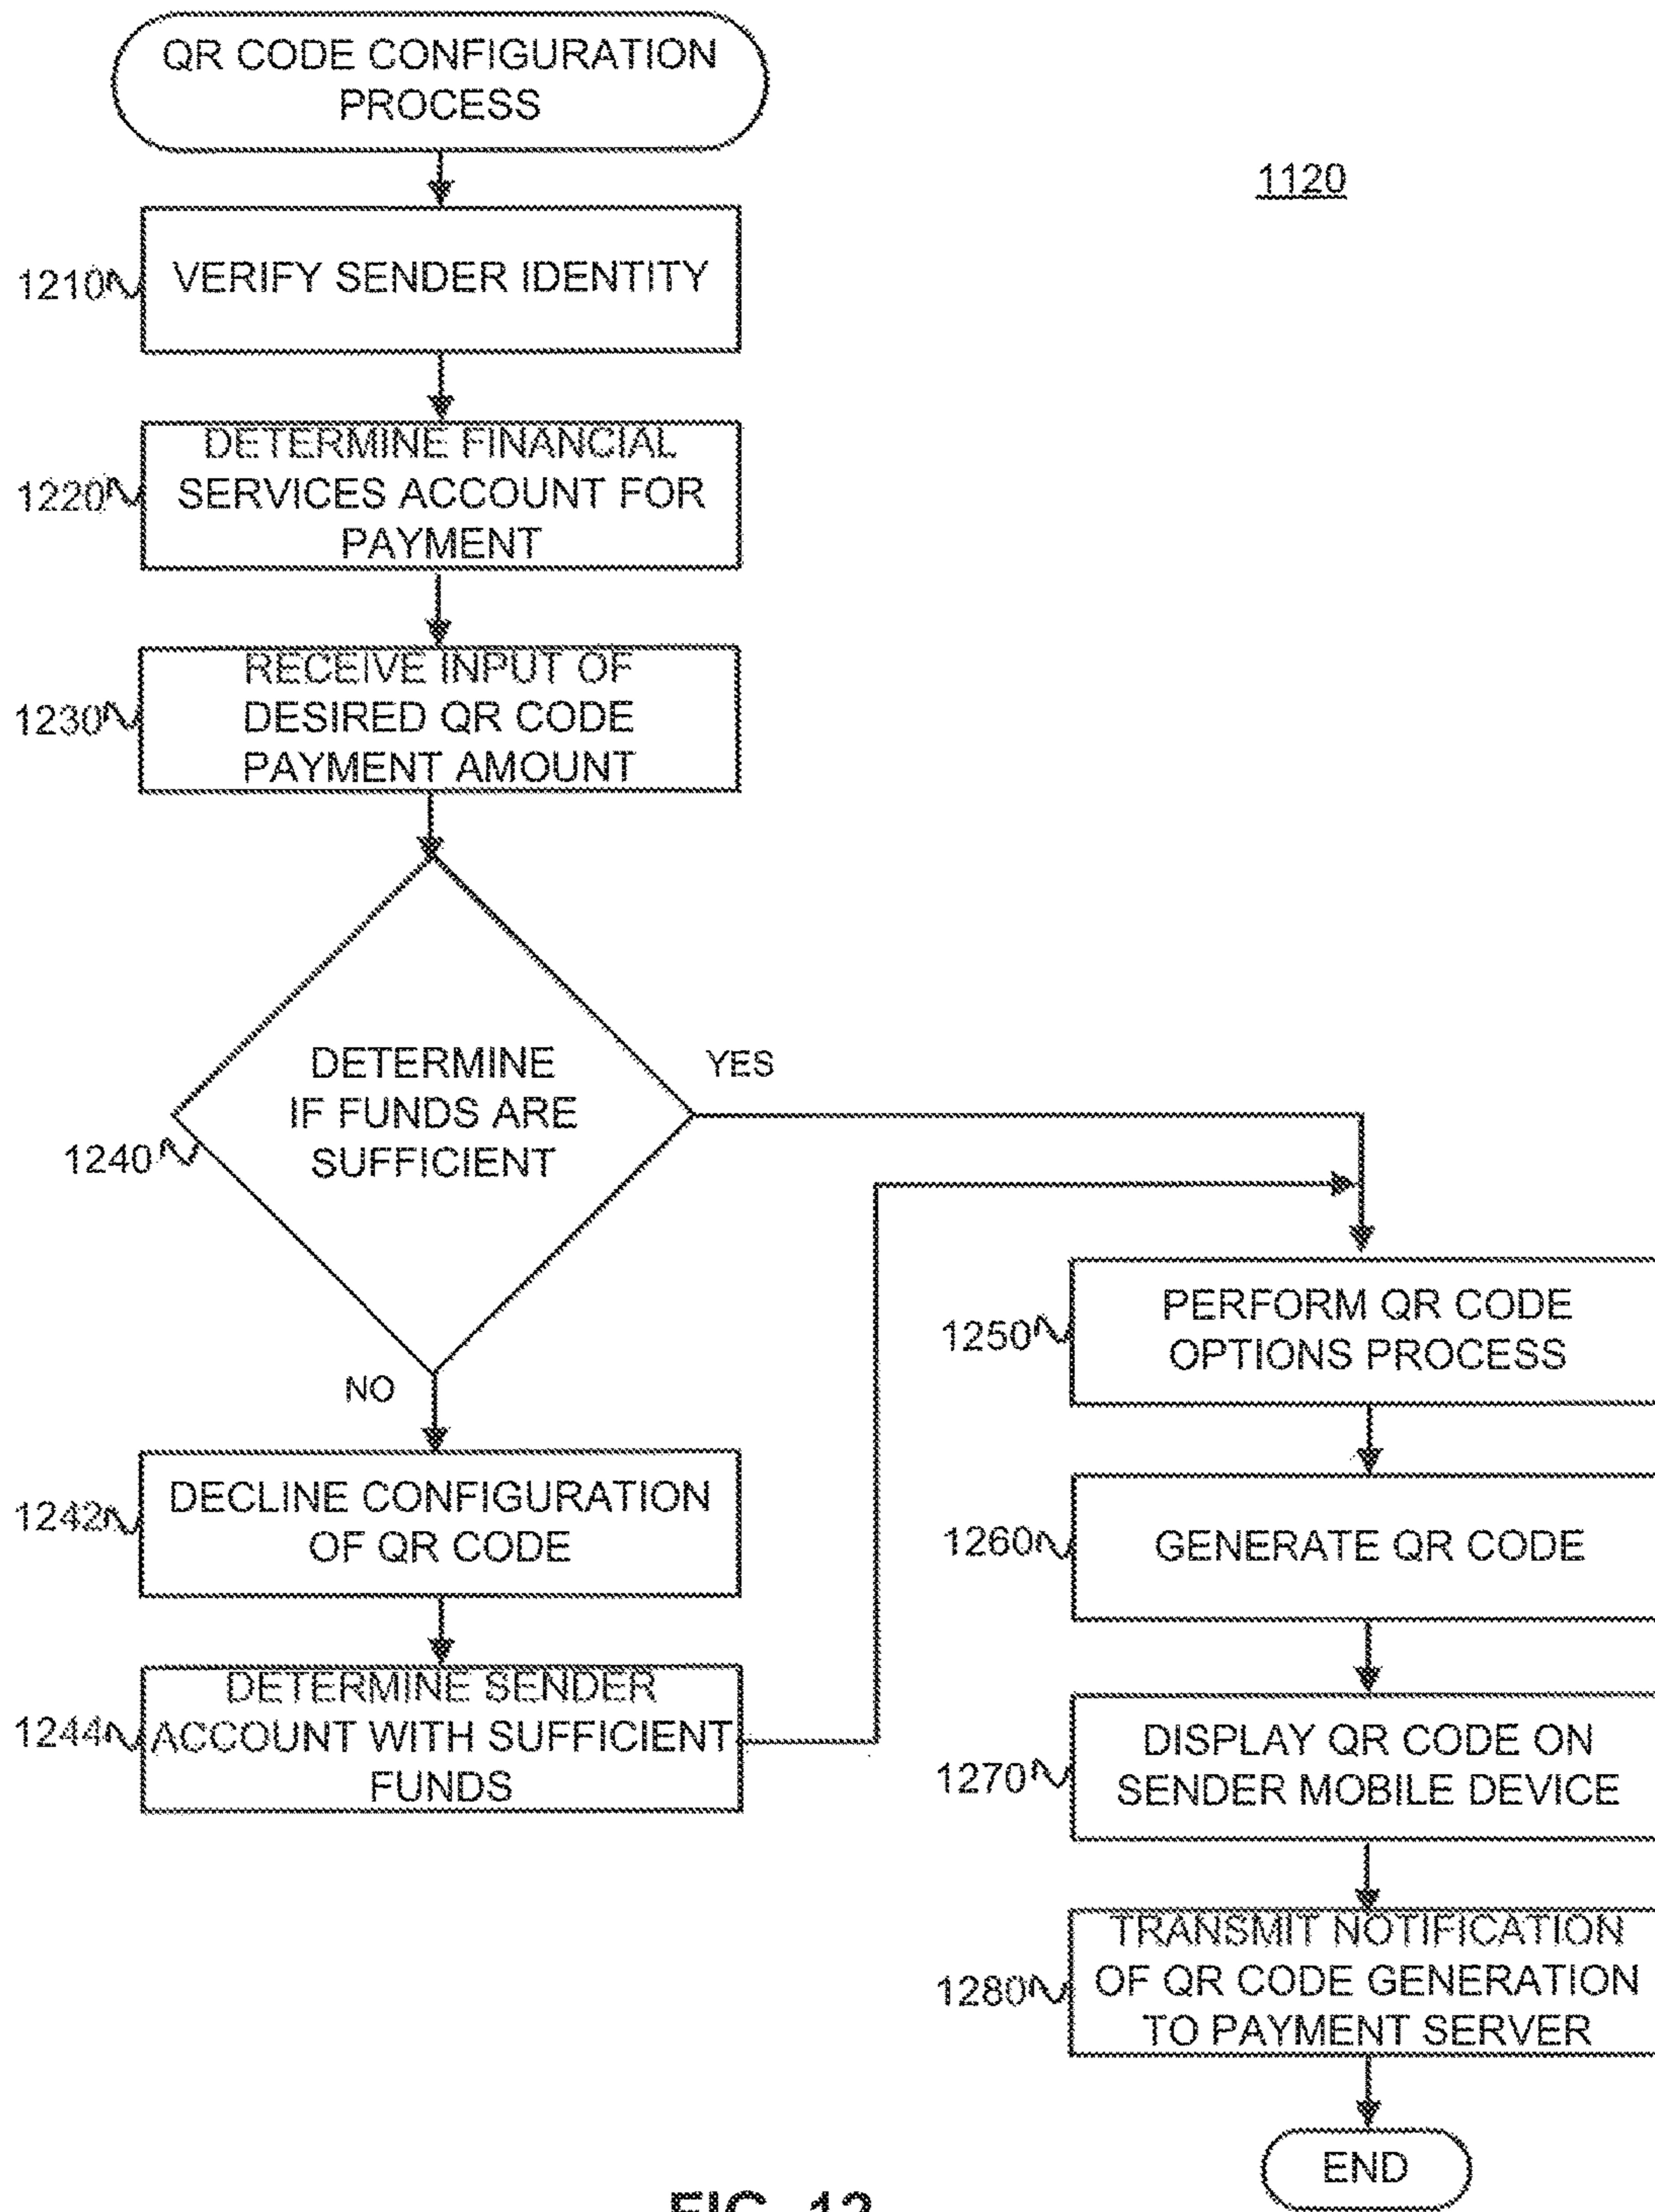 QR CODE CONFIGURATION
PROCESS
1120
1210
VERIFY SENDER IDENTITY
1220
DETERMINE FINANCIAL
SERVICES ACCOUNT FOR
PAYMENT
1230
RECEIVE INPUT OF
DESIRED QR CODE
PAYMENT AMOUNT
1240
DETERMINE
IF FUNDS ARE
SUFFICIENT
YES
NO
1242
DECLINE CONFIGURATION
OF QR CODE
1244
DETERMINE SENDER
ACCOUNT WITH SUFFICIENT
FUNDS
1250
PERFORM QR CODE
OPTIONS PROCESS
1260
GENERATE QR CODE
1270
DISPLAY QR CODE ON
SENDER MOBILE DEVICE
1280
TRANSMIT NOTIFICATION
OF QR CODE GENERATION
TO PAYMENT SERVER
END
FIG. 12